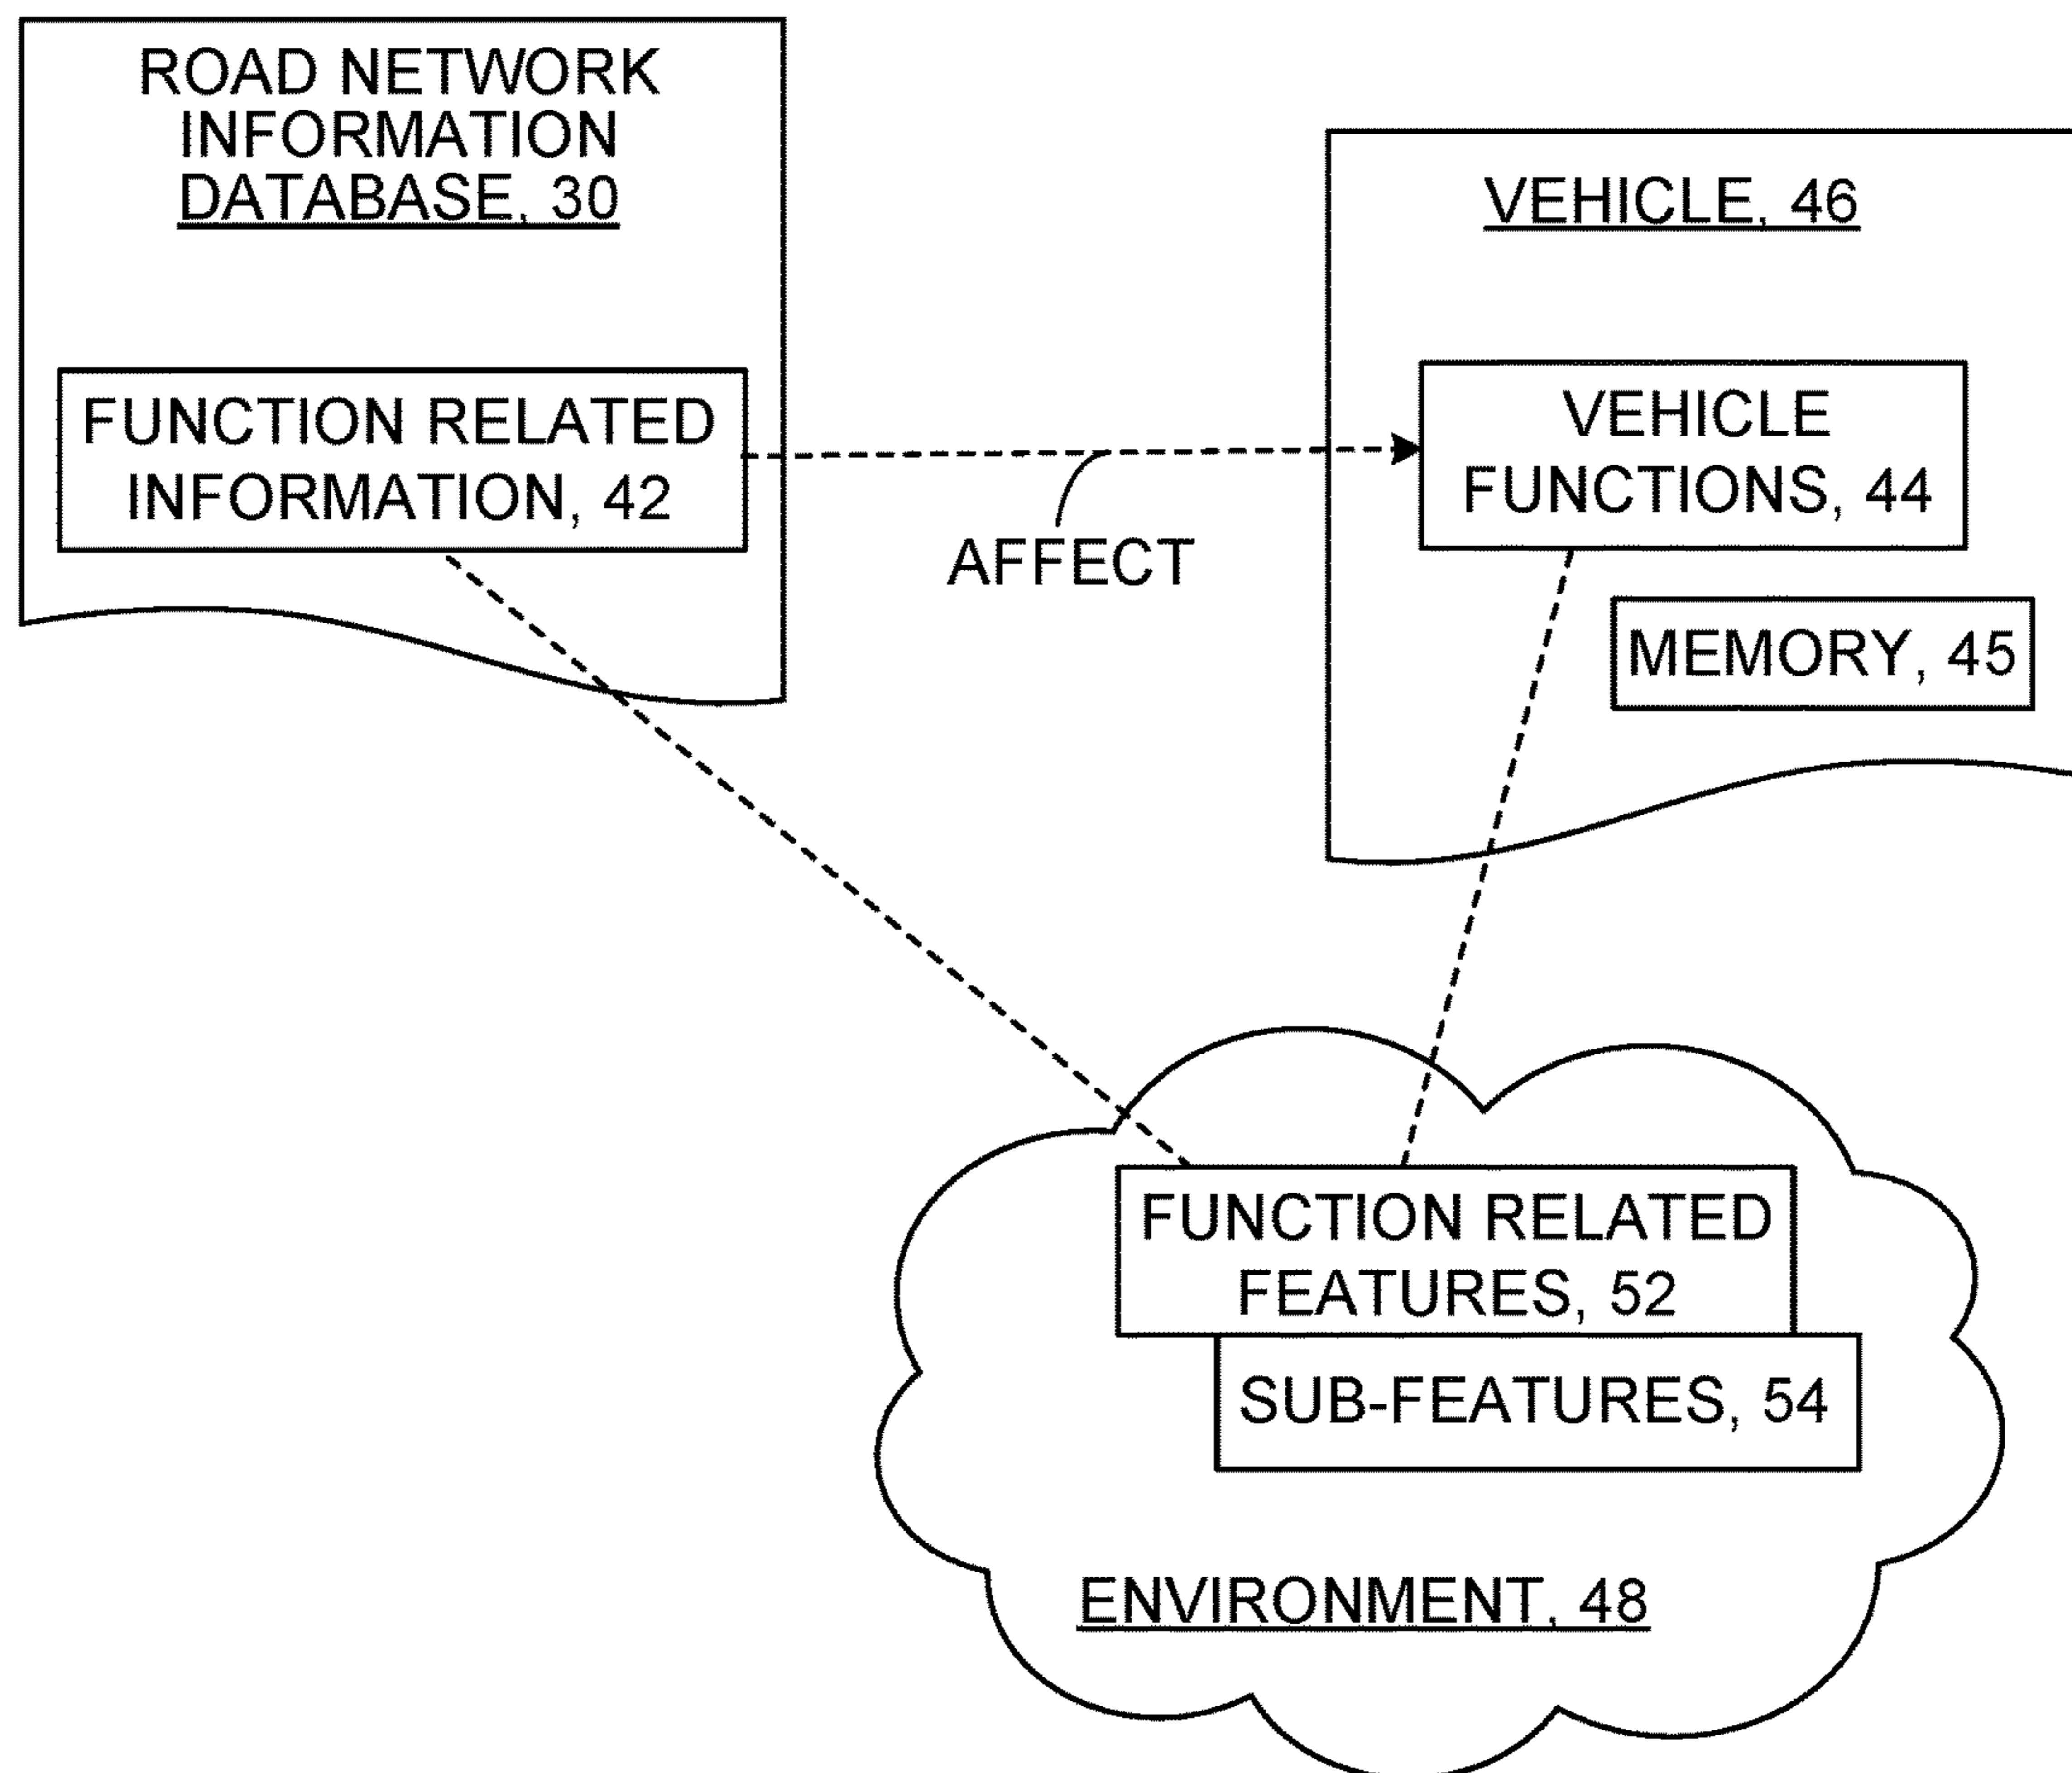 ROAD NETWORK
INFORMATION
DATABASE, 30
FUNCTION RELATED
INFORMATION, 42
AFFECT
VEHICLE, 46
VEHICLE
FUNCTIONS, 44
MEMORY, 45
FUNCTION RELATED
FEATURES, 52
SUB-FEATURES, 54
ENVIRONMENT, 48